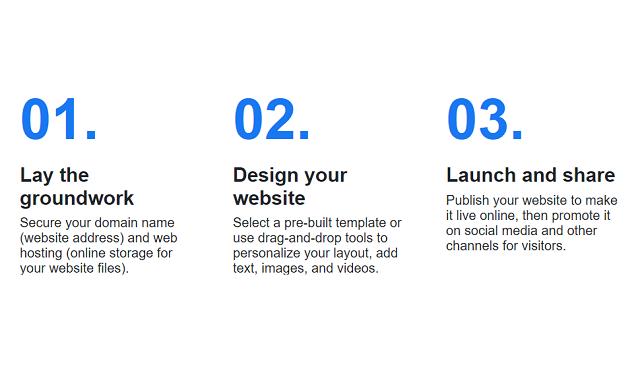 01.
Lay the
groundwork
Secure your domain name
(website address) and web
hosting (online storage for
your website files).
02.
Design your
website
Select a pre-built template or
use drag-and-drop tools to
personalize your layout, add
text, images, and videos.
03.
Launch and share
Publish your website to make
it live online, then promote it
on social media and other
channels for visitors.